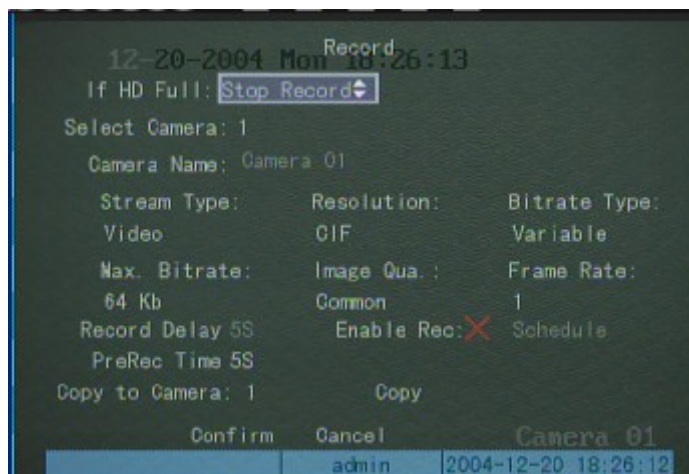 Record
12-20-2004 Mon 18:26:13
If HD Full: Stop Record
Select Camera: 1
Camera Name: Camera 01
Stream Type: Resolution: Bitrate Type:
Video CIF Variable
Max. Bitrate: Image Qua.: Frame Rate:
64 Kb Common 1
Record Delay 5S Enable Rec: Schedule
PreRec Time 5S
Copy to Camera: 1 Copy
Confirm Cancel Camera 01
admin 2004-12-20 18:26:12